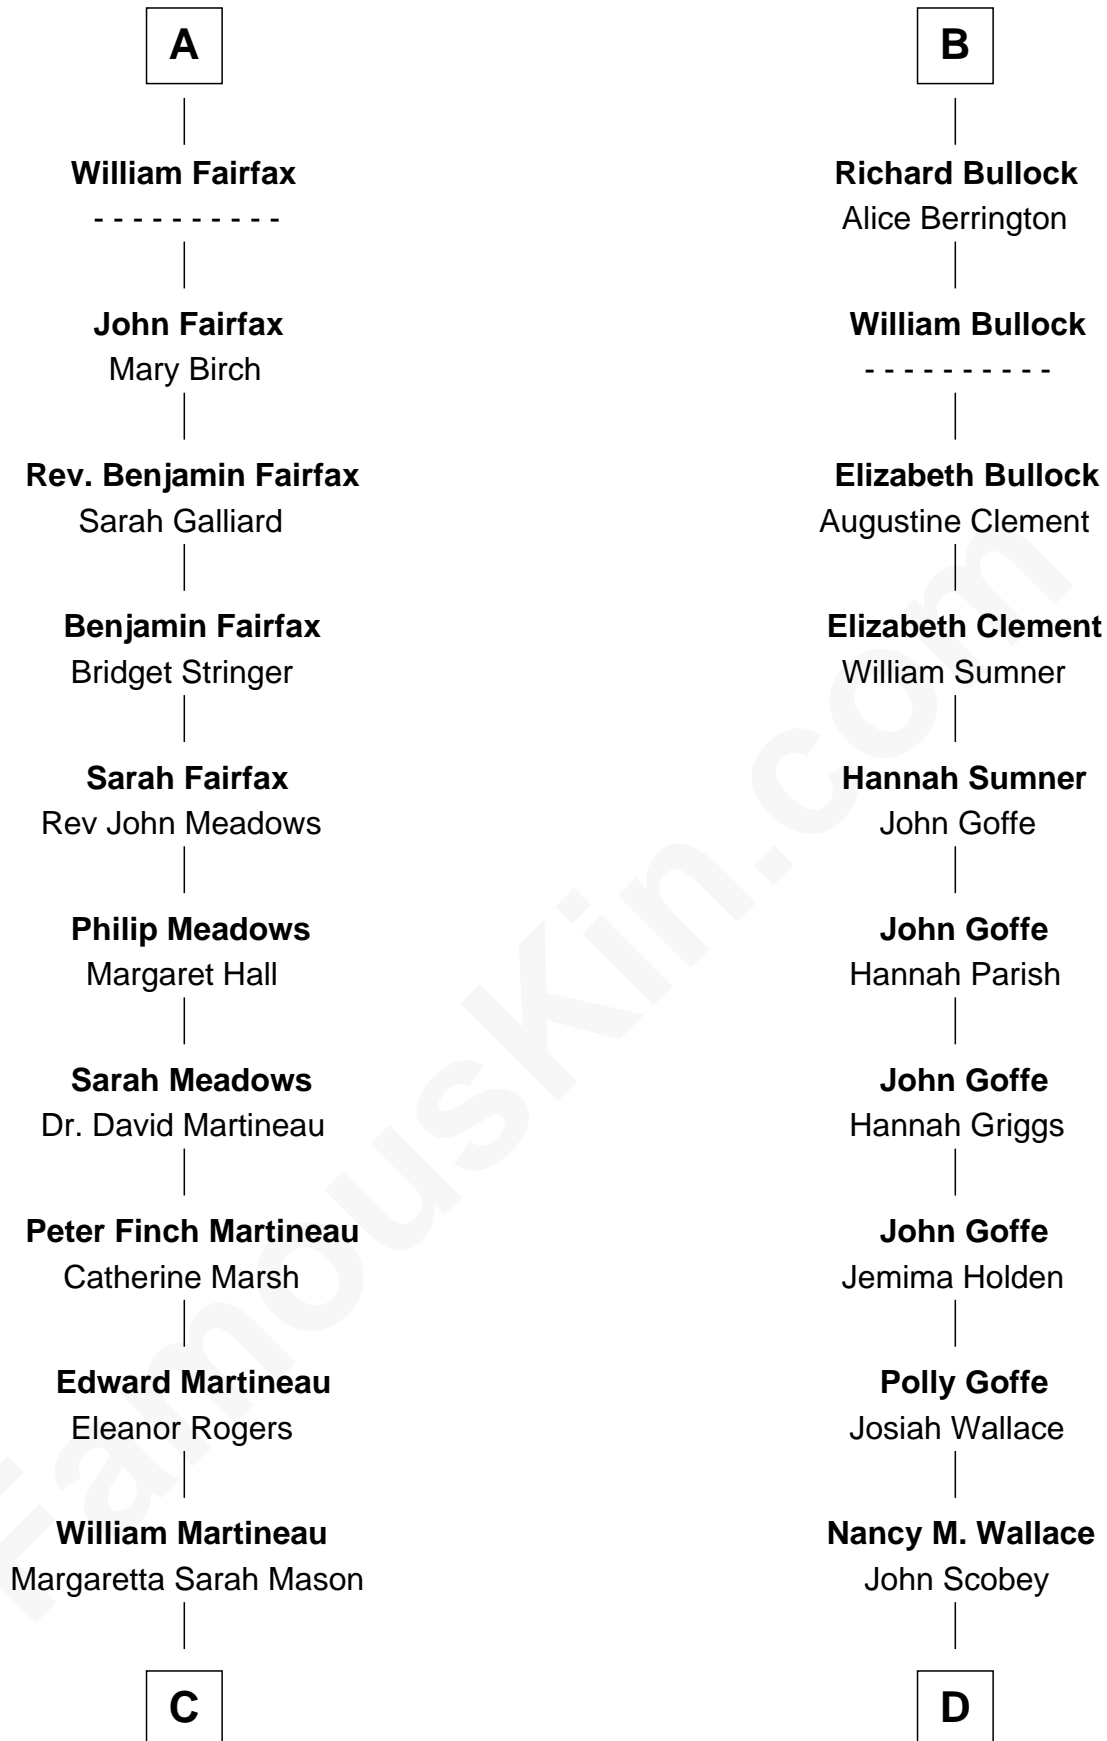 A
William Fairfax
- - - - - - - - - -
John Fairfax
Mary Birch
Rev. Benjamin Fairfax
Sarah Galliard
Benjamin Fairfax
Bridget Stringer
Sarah Fairfax
Rev John Meadows
Philip Meadows
Margaret Hall
Sarah Meadows
Dr. David Martineau
Peter Finch Martineau
Catherine Marsh
Edward Martineau
Eleanor Rogers
William Martineau
Margaretta Sarah Mason
C
B
Richard Bullock
Alice Berrington
William Bullock
- - - - - - - - - -
Elizabeth Bullock
Augustine Clement
Elizabeth Clement
William Sumner
Hannah Sumner
John Goffe
John Goffe
Hannah Parish
John Goffe
Hannah Griggs
John Goffe
Jemima Holden
Polly Goffe
Josiah Wallace
Nancy M. Wallace
John Scobey
D
FamousKin.com